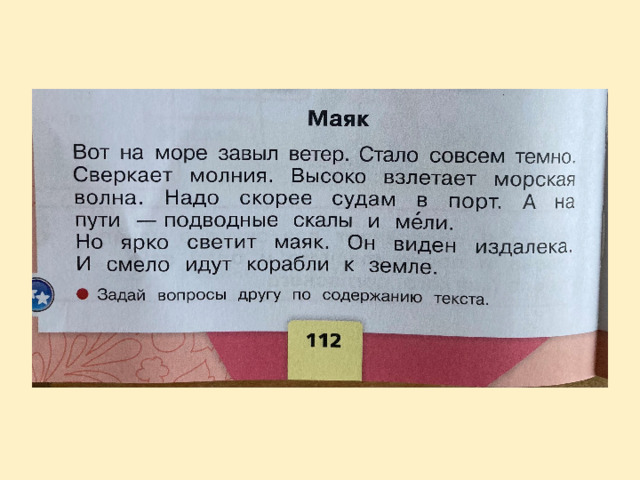 Маяк
Вот на море завыл ветер. Стало совсем темно.
Сверкает молния. Высоко взлетает морская
волна. Надо скорее судам в порт. А на
пути — подводные скалы и ме́ли.
Но ярко светит маяк. Он виден издалека.
И смело идут корабли к земле.
Задай вопросы другу по содержанию текста.
112